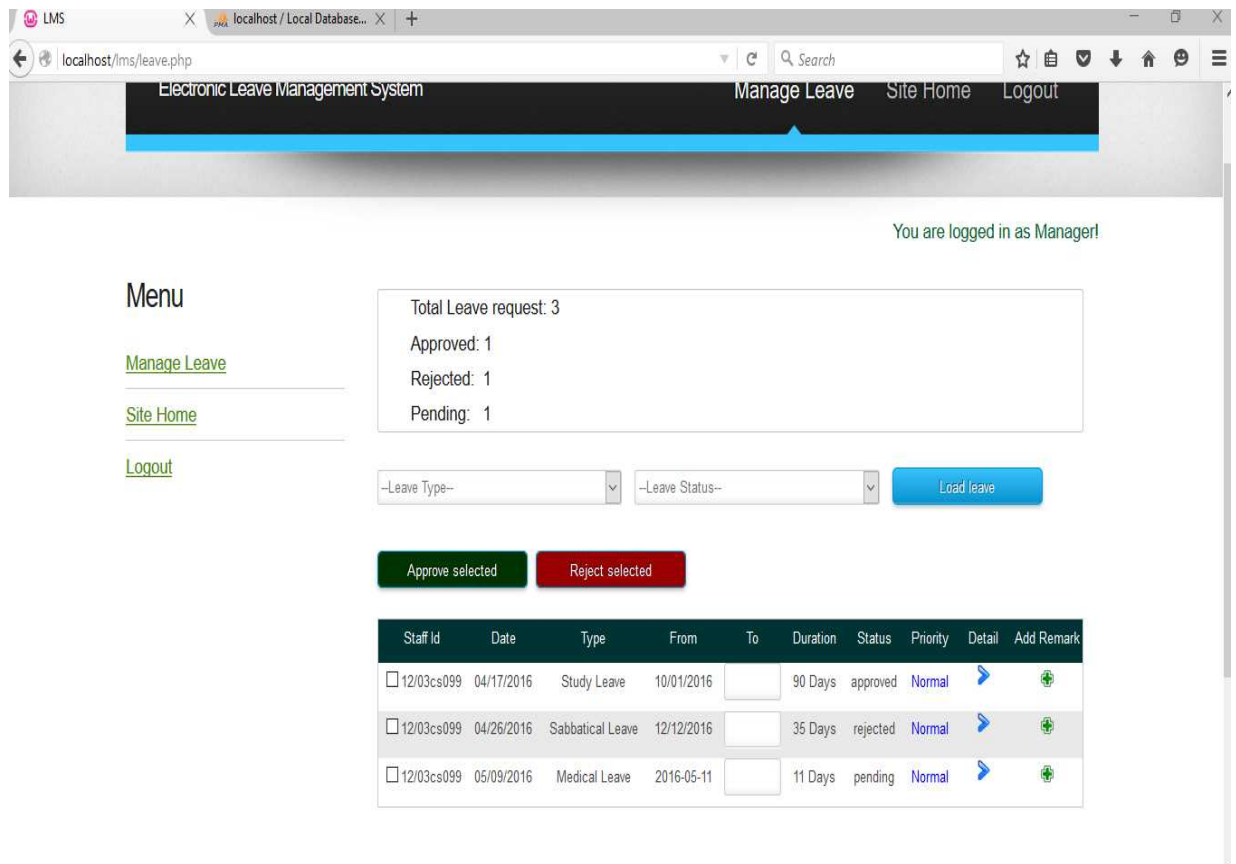 LMS
PMA localhost / Local Database...
localhost/lms/leave.php
Search
Electronic Leave Management System
Manage Leave Site Home Logout
You are logged in as Manager!
Menu
Manage Leave
Site Home
Logout
Total Leave request: 3
Approved: 1
Rejected: 1
Pending: 1
--Leave Type-- --Leave Status-- Load leave
Approve selected Reject selected
Staff Id Date Type From To Duration Status Priority Detail Add Remark
12/03cs099 04/17/2016 Study Leave 10/01/2016 90 Days approved Normal
12/03cs099 04/26/2016 Sabbatical Leave 12/12/2016 35 Days rejected Normal
12/03cs099 05/09/2016 Medical Leave 2016-05-11 11 Days pending Normal